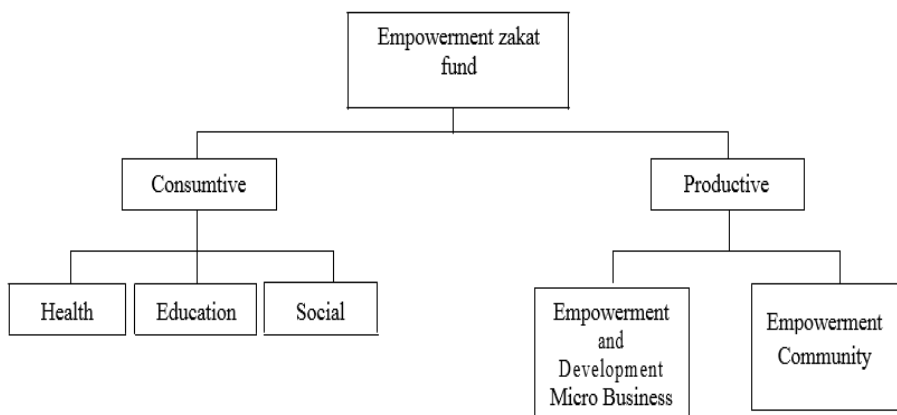 Empowerment zakat
fund
Consumtive
Productive
Health
Education
Social
Empowerment
and
Development
Micro Business
Empowerment
Community